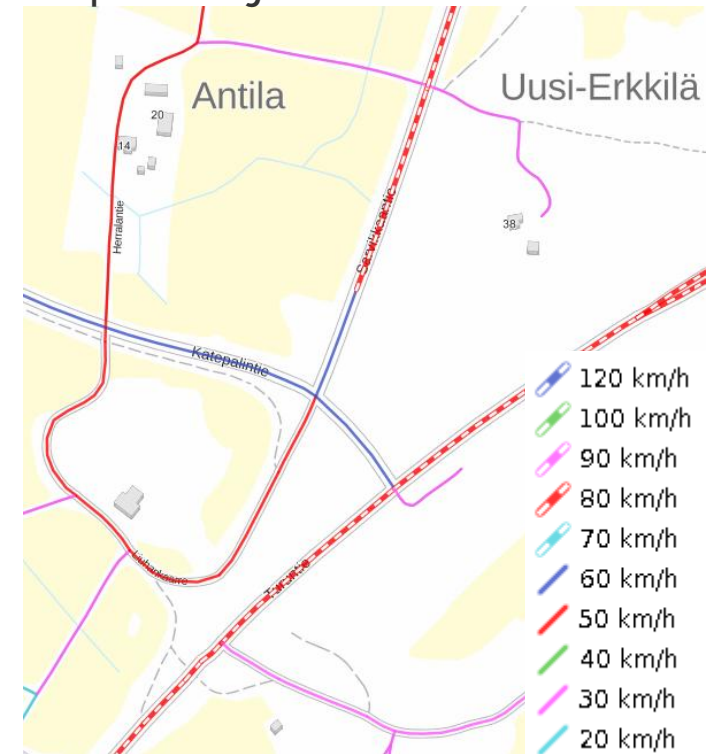 Antila
Uusi-Erkkilä
20
14
Herralantie
38
Katepalintie
120 km/h
100 km/h
90 km/h
80 km/h
70 km/h
60 km/h
50 km/h
40 km/h
30 km/h
20 km/h